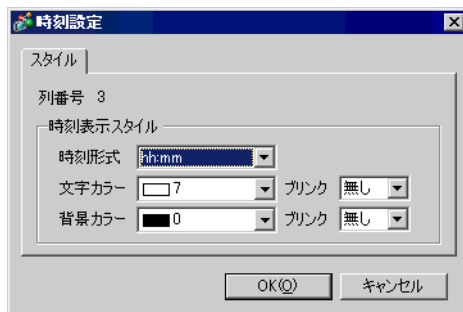 時刻設定
スタイル
列番号 3
時刻表示スタイル
時刻形式 hh:mm
文字カラー 7 ブリンク 無し
背景カラー 0 ブリンク 無し
OK(O) キャンセル